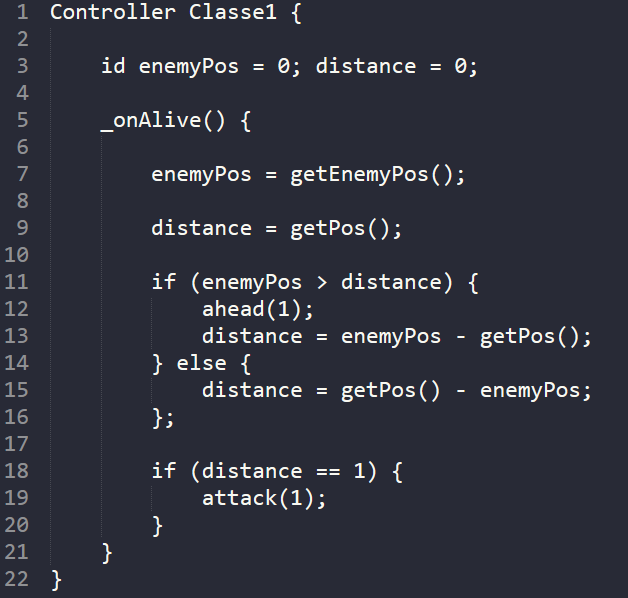 1 Controller Classe1 {
2
3 id enemyPos = 0; distance = 0;
4
5 _onAlive() {
6
7 enemyPos = getEnemyPos();
8
9 distance = getPos();
10
11 if (enemyPos > distance) {
12 ahead(1);
13 distance = enemyPos - getPos();
14 } else {
15 distance = getPos() - enemyPos;
16 };
17
18 if (distance == 1) {
19 attack(1);
20 }
21 }
22 }